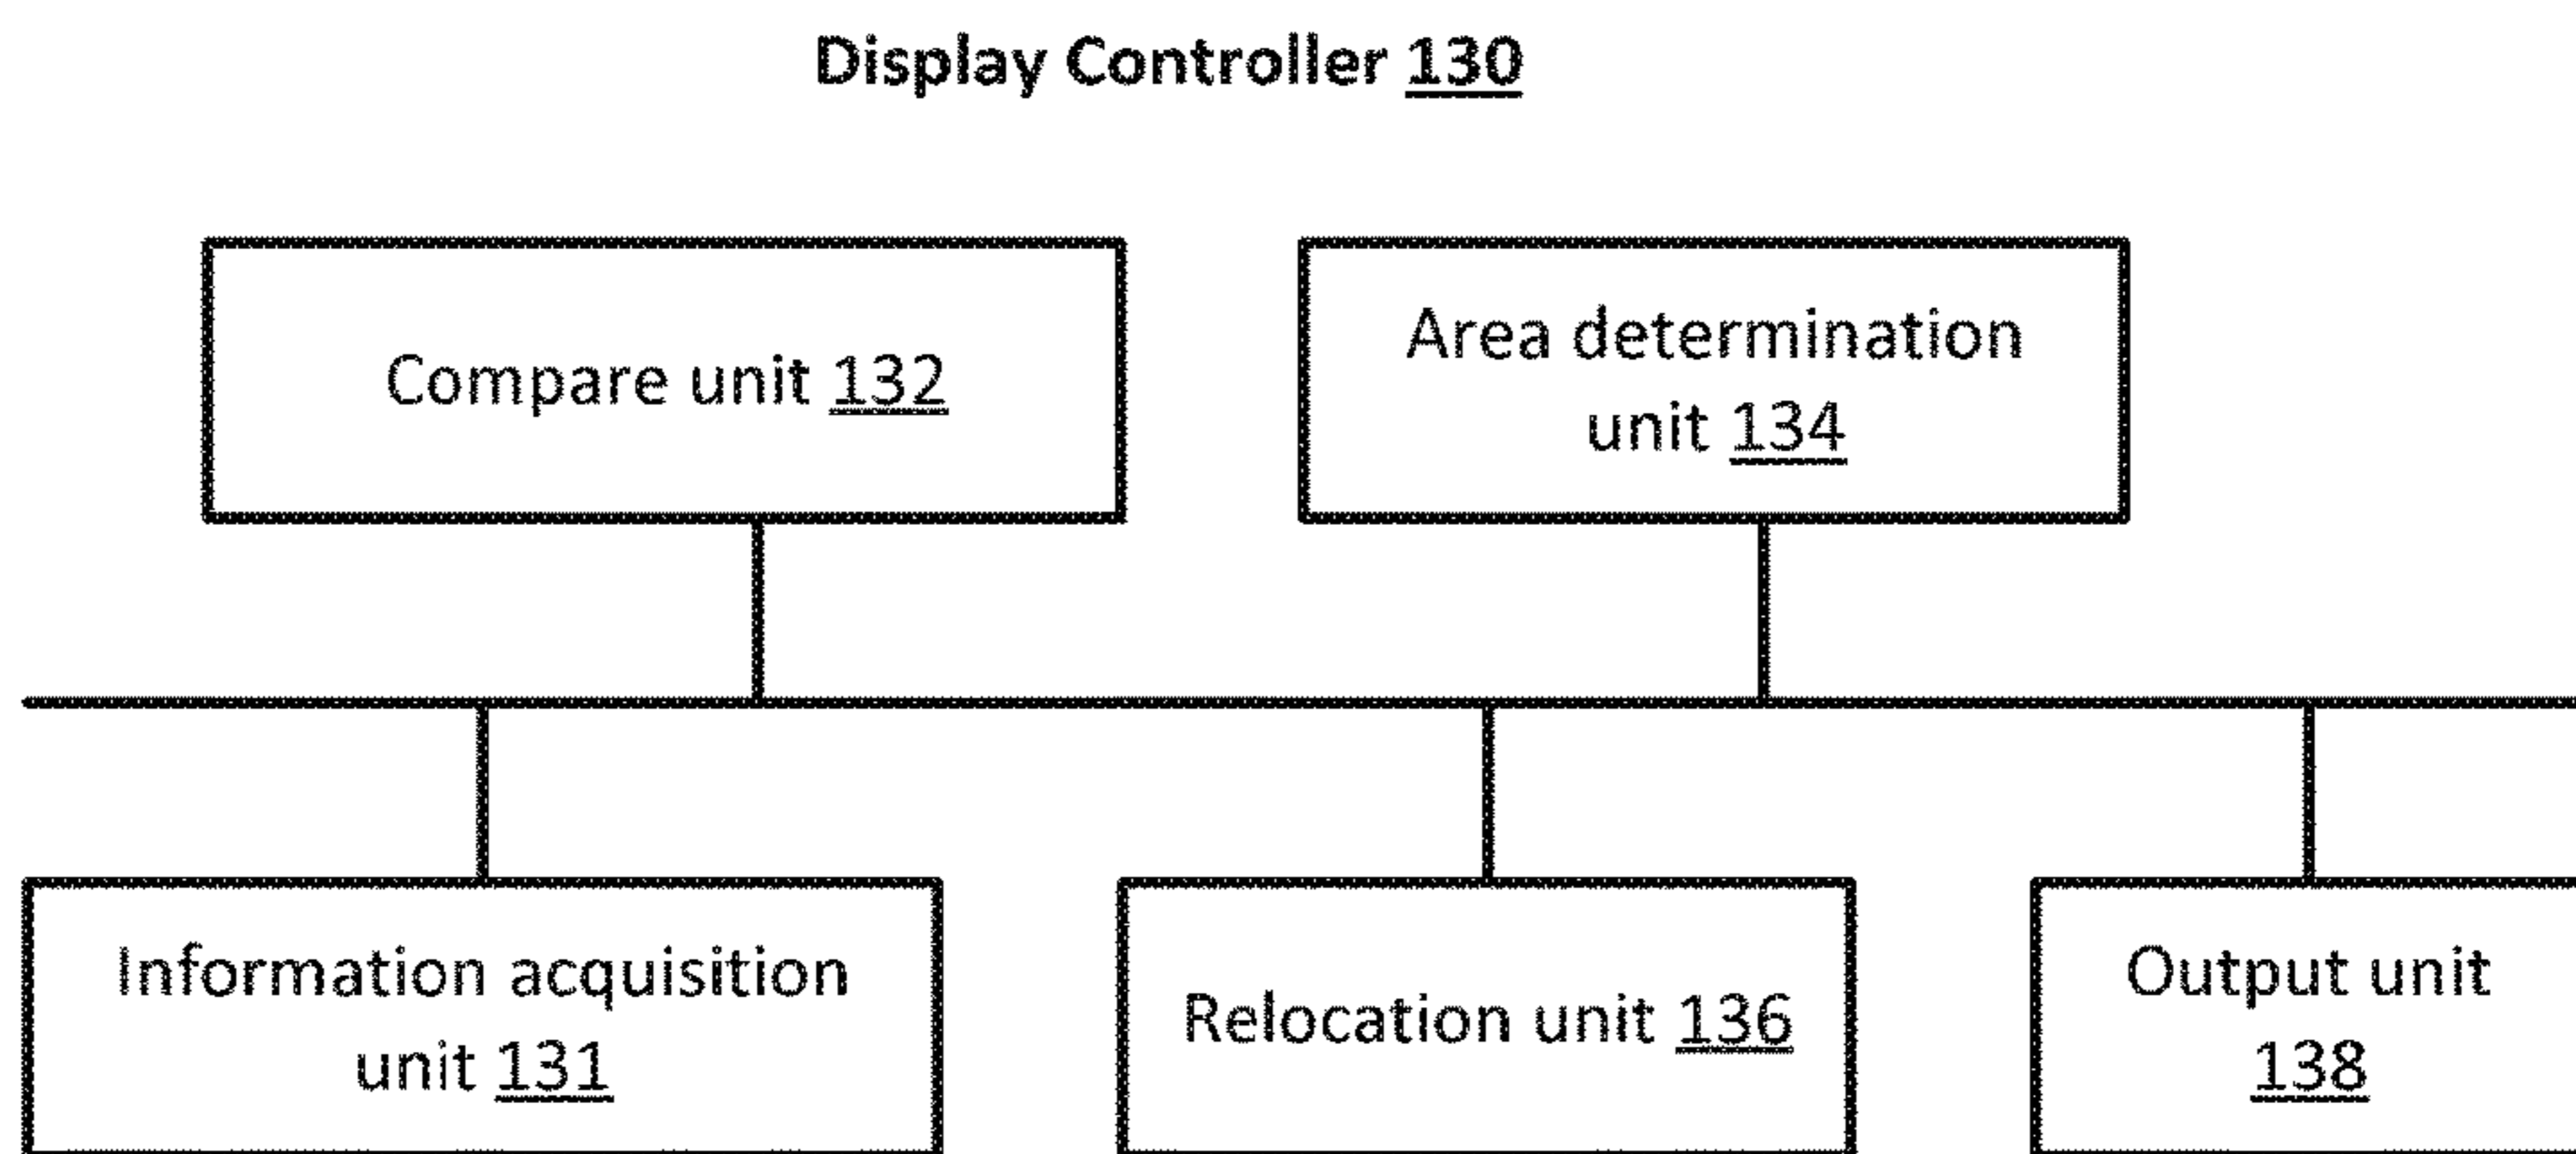 Display Controller 130
Compare unit 132
Area determination
unit 134
Information acquisition
unit 131
Relocation unit 136
Output unit
138